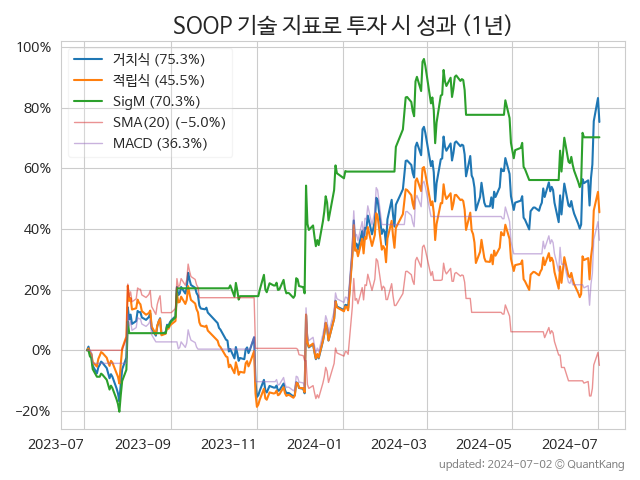 SOOP 기술 지표로 투자 시 성과 (1년)
100%
80%
60%
40%
20%
0%
−20%
거치식 (75.3%)
적립식 (45.5%)
SigM (70.3%)
SMA(20) (−5.0%)
MACD (36.3%)
2023-07
2023-09
2023-11
2024-01
2024-03
2024-05
2024-07
updated: 2024-07-02 © QuantKang